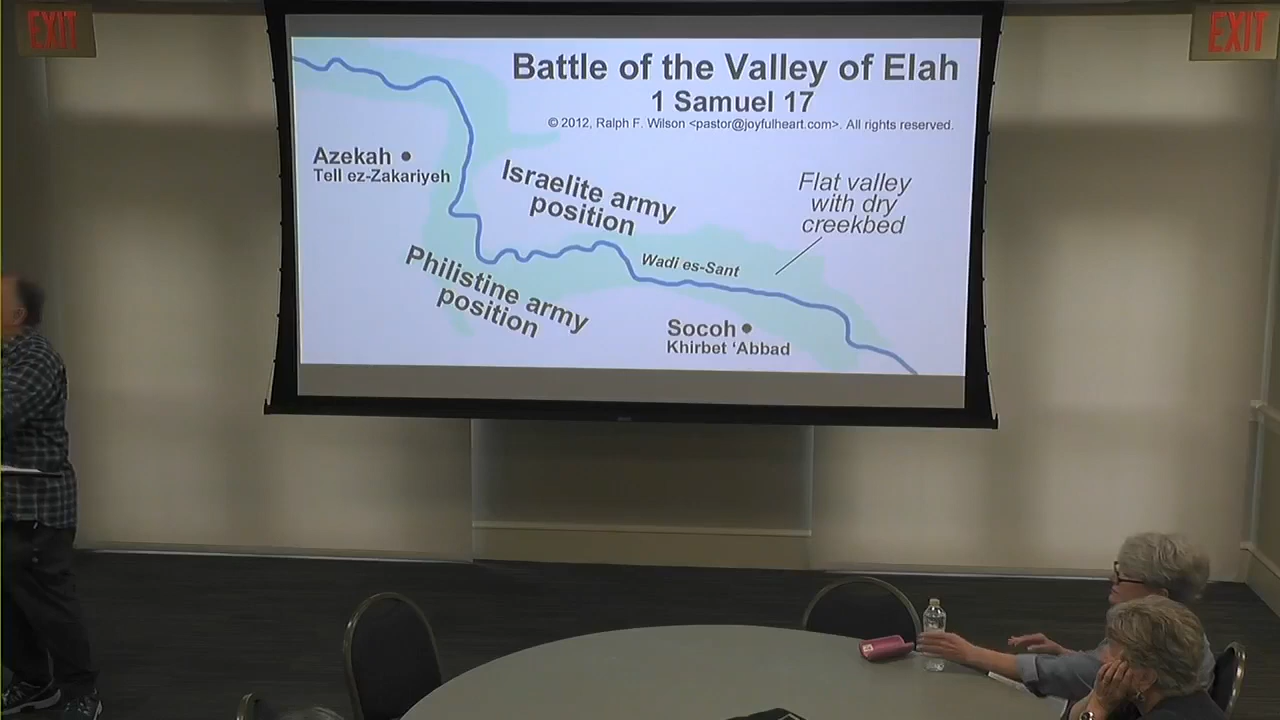 EXIT
EXIT
Battle of the Valley of Elah
1 Samuel 17
© 2012, Ralph F. Wilson <pastor@joyfulheart.com>. All rights reserved.
Azekah
Tell ez-Zakariyeh
Israelite army
position
Flat valley
with dry
creekbed
Philistine army
position
Wadi es-Sant
Socoh
Khirbet ‘Abbad